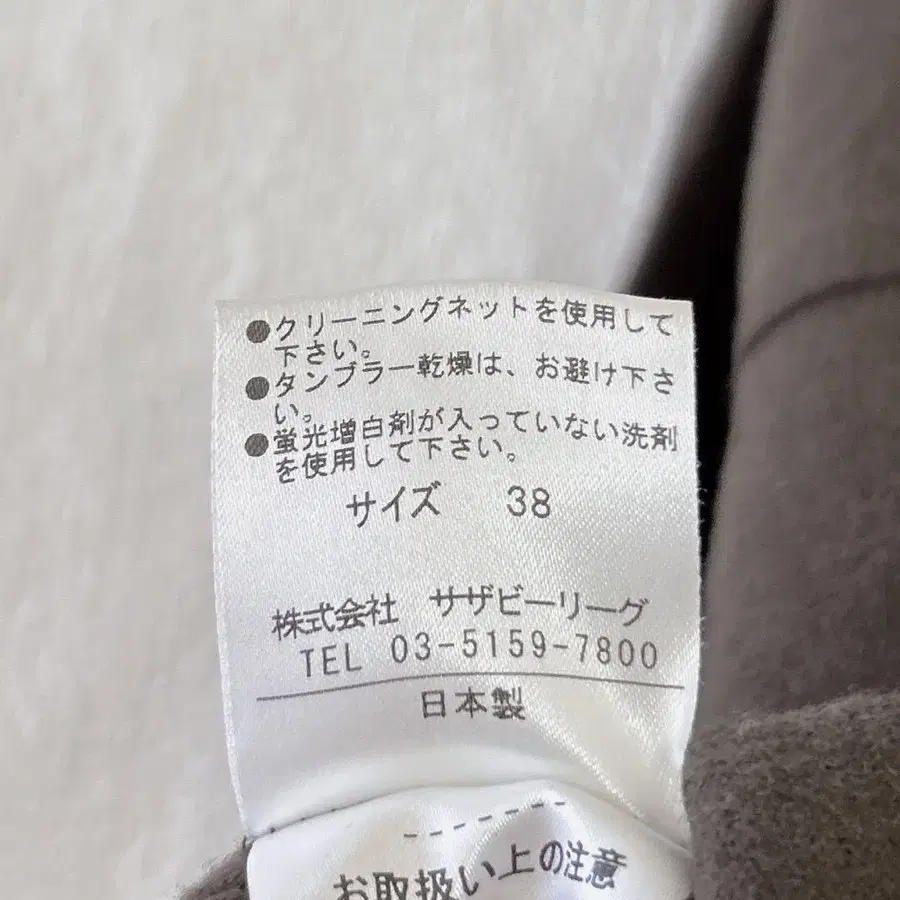 ●クリーニングネットを使用して
下さい。
●タンブラー乾燥は、お避け下さ
い。
●蛍光増白剤が入っていない洗剤
を使用して下さい。
サイズ 38
株式会社 サザビーリーグ
TEL 03-5159-7800
日本製
お取扱い上の注意